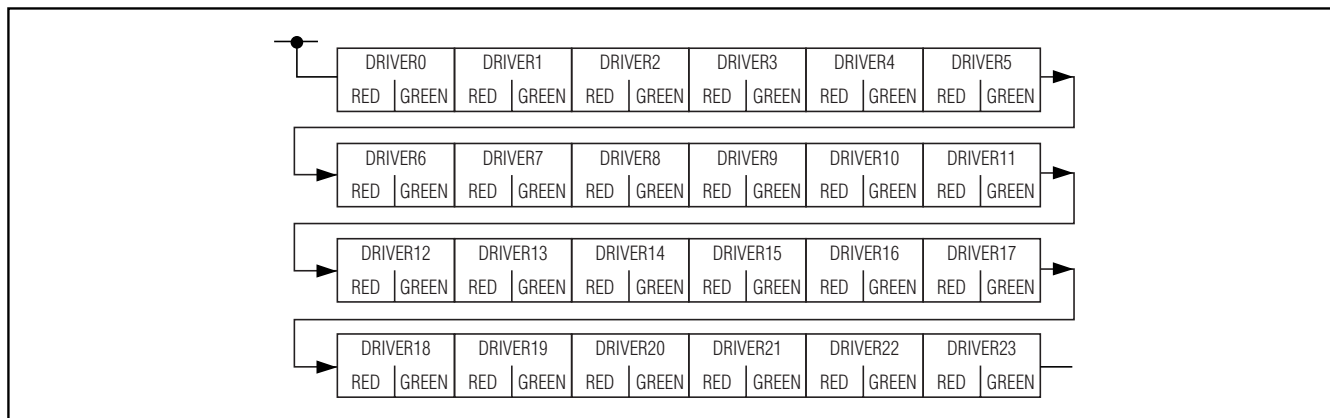 DRIVER0 DRIVER1 DRIVER2 DRIVER3 DRIVER4 DRIVER5
RED GREEN RED GREEN RED GREEN RED GREEN RED GREEN RED GREEN
DRIVER6 DRIVER7 DRIVER8 DRIVER9 DRIVER10 DRIVER11
RED GREEN RED GREEN RED GREEN RED GREEN RED GREEN RED GREEN
DRIVER12 DRIVER13 DRIVER14 DRIVER15 DRIVER16 DRIVER17
RED GREEN RED GREEN RED GREEN RED GREEN RED GREEN RED GREEN
DRIVER18 DRIVER19 DRIVER20 DRIVER21 DRIVER22 DRIVER23
RED GREEN RED GREEN RED GREEN RED GREEN RED GREEN RED GREEN